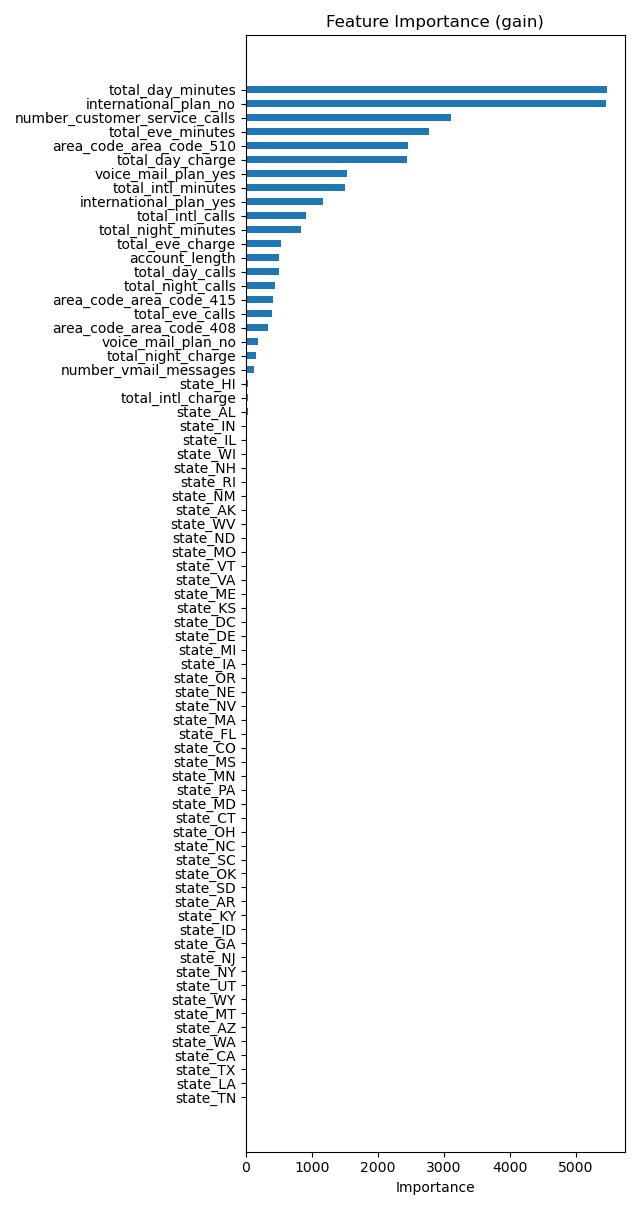 Feature Importance (gain)
total_day_minutes
international_plan_no
number_customer_service_calls
total_eve_minutes
area_code_area_code_510
total_day_charge
voice_mail_plan_yes
total_intl_minutes
international_plan_yes
total_intl_calls
total_night_minutes
total_eve_charge
account_length
total_day_calls
total_night_calls
area_code_area_code_415
total_eve_calls
area_code_area_code_408
voice_mail_plan_no
total_night_charge
number_vmail_messages
state_HI
total_intl_charge
state_AL
state_IN
state_IL
state_WI
state_NH
state_RI
state_NM
state_AK
state_WV
state_ND
state_MO
state_VT
state_VA
state_ME
state_KS
state_DC
state_DE
state_MI
state_IA
state_OR
state_NE
state_NV
state_MA
state_FL
state_CO
state_MS
state_MN
state_PA
state_MD
state_CT
state_OH
state_NC
state_SC
state_OK
state_SD
state_AR
state_KY
state_ID
state_GA
state_NJ
state_NY
state_UT
state_WY
state_MT
state_AZ
state_WA
state_CA
state_TX
state_LA
state_TN
0 1000 2000 3000 4000 5000
Importance